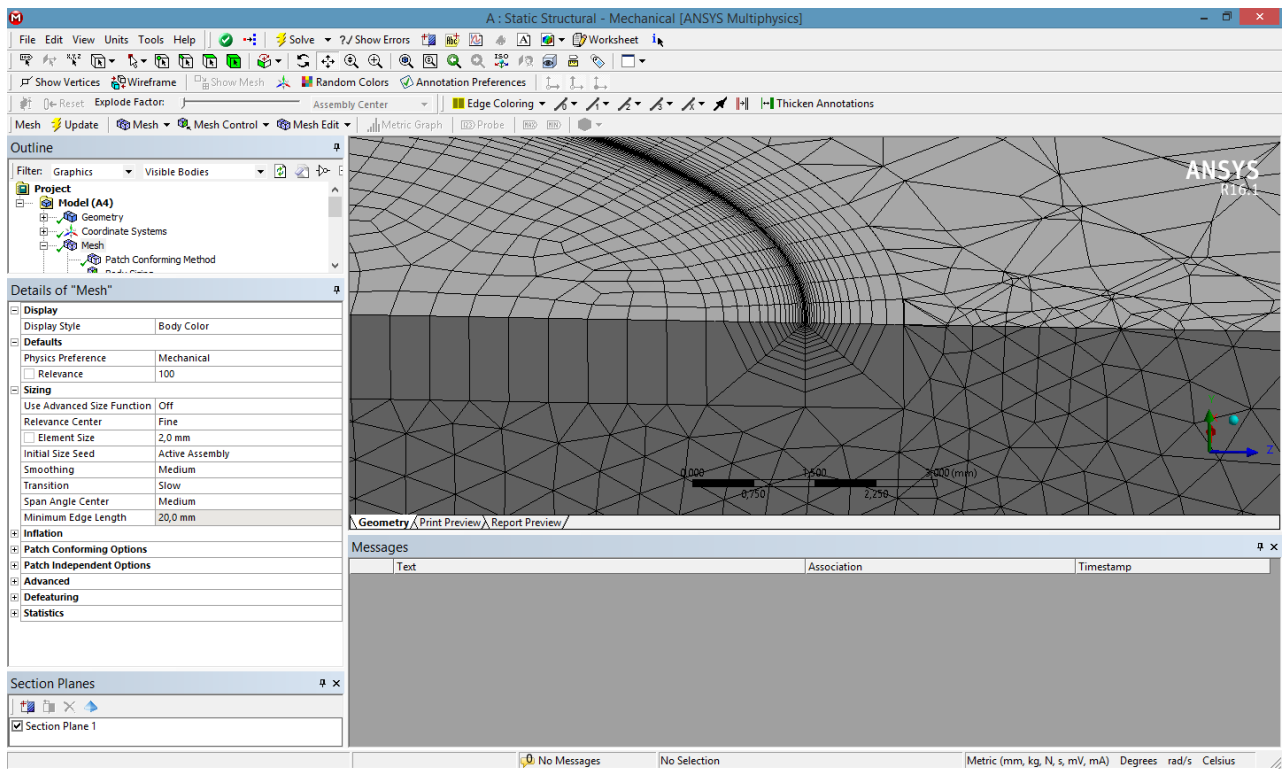 A : Static Structural - Mechanical [ANSYS Multiphysics]
File Edit View Units Tools Help Solve ?/ Show Errors Worksheet
Show Vertices Wireframe Show Mesh Random Colors Annotation Preferences
Reset Explode Factor: Assembly Center Edge Coloring Thicken Annotations
Mesh Update Mesh Mesh Control Mesh Edit Metric Graph Probe
Outline
Filter: Graphics Visible Bodies
Project
Model (A4)
Geometry
Coordinate Systems
Mesh
Patch Conforming Method
Details of "Mesh"
Display
Display Style Body Color
Defaults
Physics Preference Mechanical
Relevance 100
Sizing
Use Advanced Size Function Off
Relevance Center Fine
Element Size 2,0 mm
Initial Size Seed Active Assembly
Smoothing Medium
Transition Slow
Span Angle Center Medium
Minimum Edge Length 20,0 mm
Inflation
Patch Conforming Options
Patch Independent Options
Advanced
Defeaturing
Statistics
Section Planes
Section Plane 1
ANSYS
R16.1
Z
0,000 1,500 3,000 (mm)
0,750 2,250
Geometry Print Preview Report Preview
Messages
Text Association Timestamp
0 No Messages No Selection Metric (mm, kg, N, s, mV, mA) Degrees rad/s Celsius